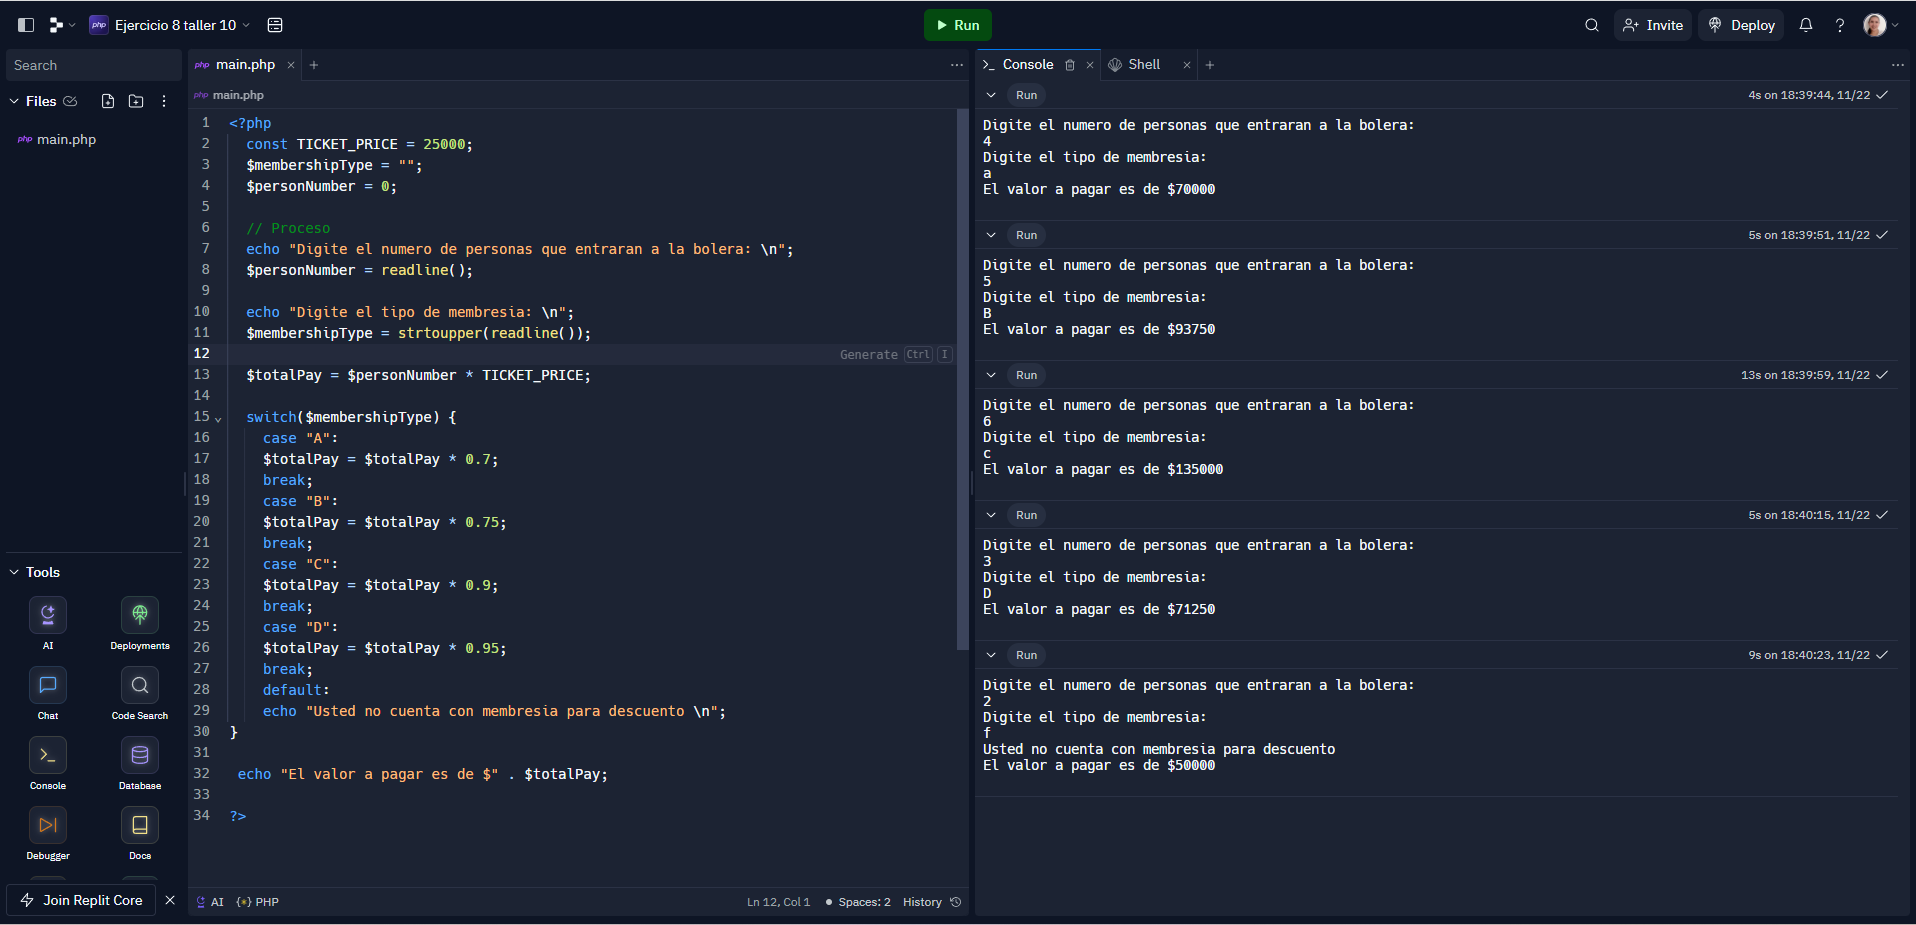 php Ejercicio 8 taller 10
Run
Invite
Deploy
?
Search
Files
php main.php
Tools
AI
Deployments
Chat
Code Search
Console
Database
Debugger
Docs
Join Replit Core
php main.php
php main.php
1 <?php
2 const TICKET_PRICE = 25000;
3 $membershipType = "";
4 $personNumber = 0;
5
6 // Proceso
7 echo "Digite el numero de personas que entraran a la bolera: \n";
8 $personNumber = readline();
9
10 echo "Digite el tipo de membresia: \n";
11 $membershipType = strtoupper(readline());
12 Generate Ctrl I
13 $totalPay = $personNumber * TICKET_PRICE;
14
15 switch($membershipType) {
16 case "A":
17 $totalPay = $totalPay * 0.7;
18 break;
19 case "B":
20 $totalPay = $totalPay * 0.75;
21 break;
22 case "C":
23 $totalPay = $totalPay * 0.9;
24 break;
25 case "D":
26 $totalPay = $totalPay * 0.95;
27 break;
28 default:
29 echo "Usted no cuenta con membresia para descuento \n";
30 }
31
32 echo "El valor a pagar es de $" . $totalPay;
33
34 ?>
AI {*} PHP
Ln 12, Col 1 Spaces: 2 History
Console
Shell
Run 4s on 18:39:44, 11/22
Digite el numero de personas que entraran a la bolera:
4
Digite el tipo de membresia:
a
El valor a pagar es de $70000
Run 5s on 18:39:51, 11/22
Digite el numero de personas que entraran a la bolera:
5
Digite el tipo de membresia:
B
El valor a pagar es de $93750
Run 13s on 18:39:59, 11/22
Digite el numero de personas que entraran a la bolera:
6
Digite el tipo de membresia:
c
El valor a pagar es de $135000
Run 5s on 18:40:15, 11/22
Digite el numero de personas que entraran a la bolera:
3
Digite el tipo de membresia:
D
El valor a pagar es de $71250
Run 9s on 18:40:23, 11/22
Digite el numero de personas que entraran a la bolera:
2
Digite el tipo de membresia:
f
Usted no cuenta con membresia para descuento
El valor a pagar es de $50000